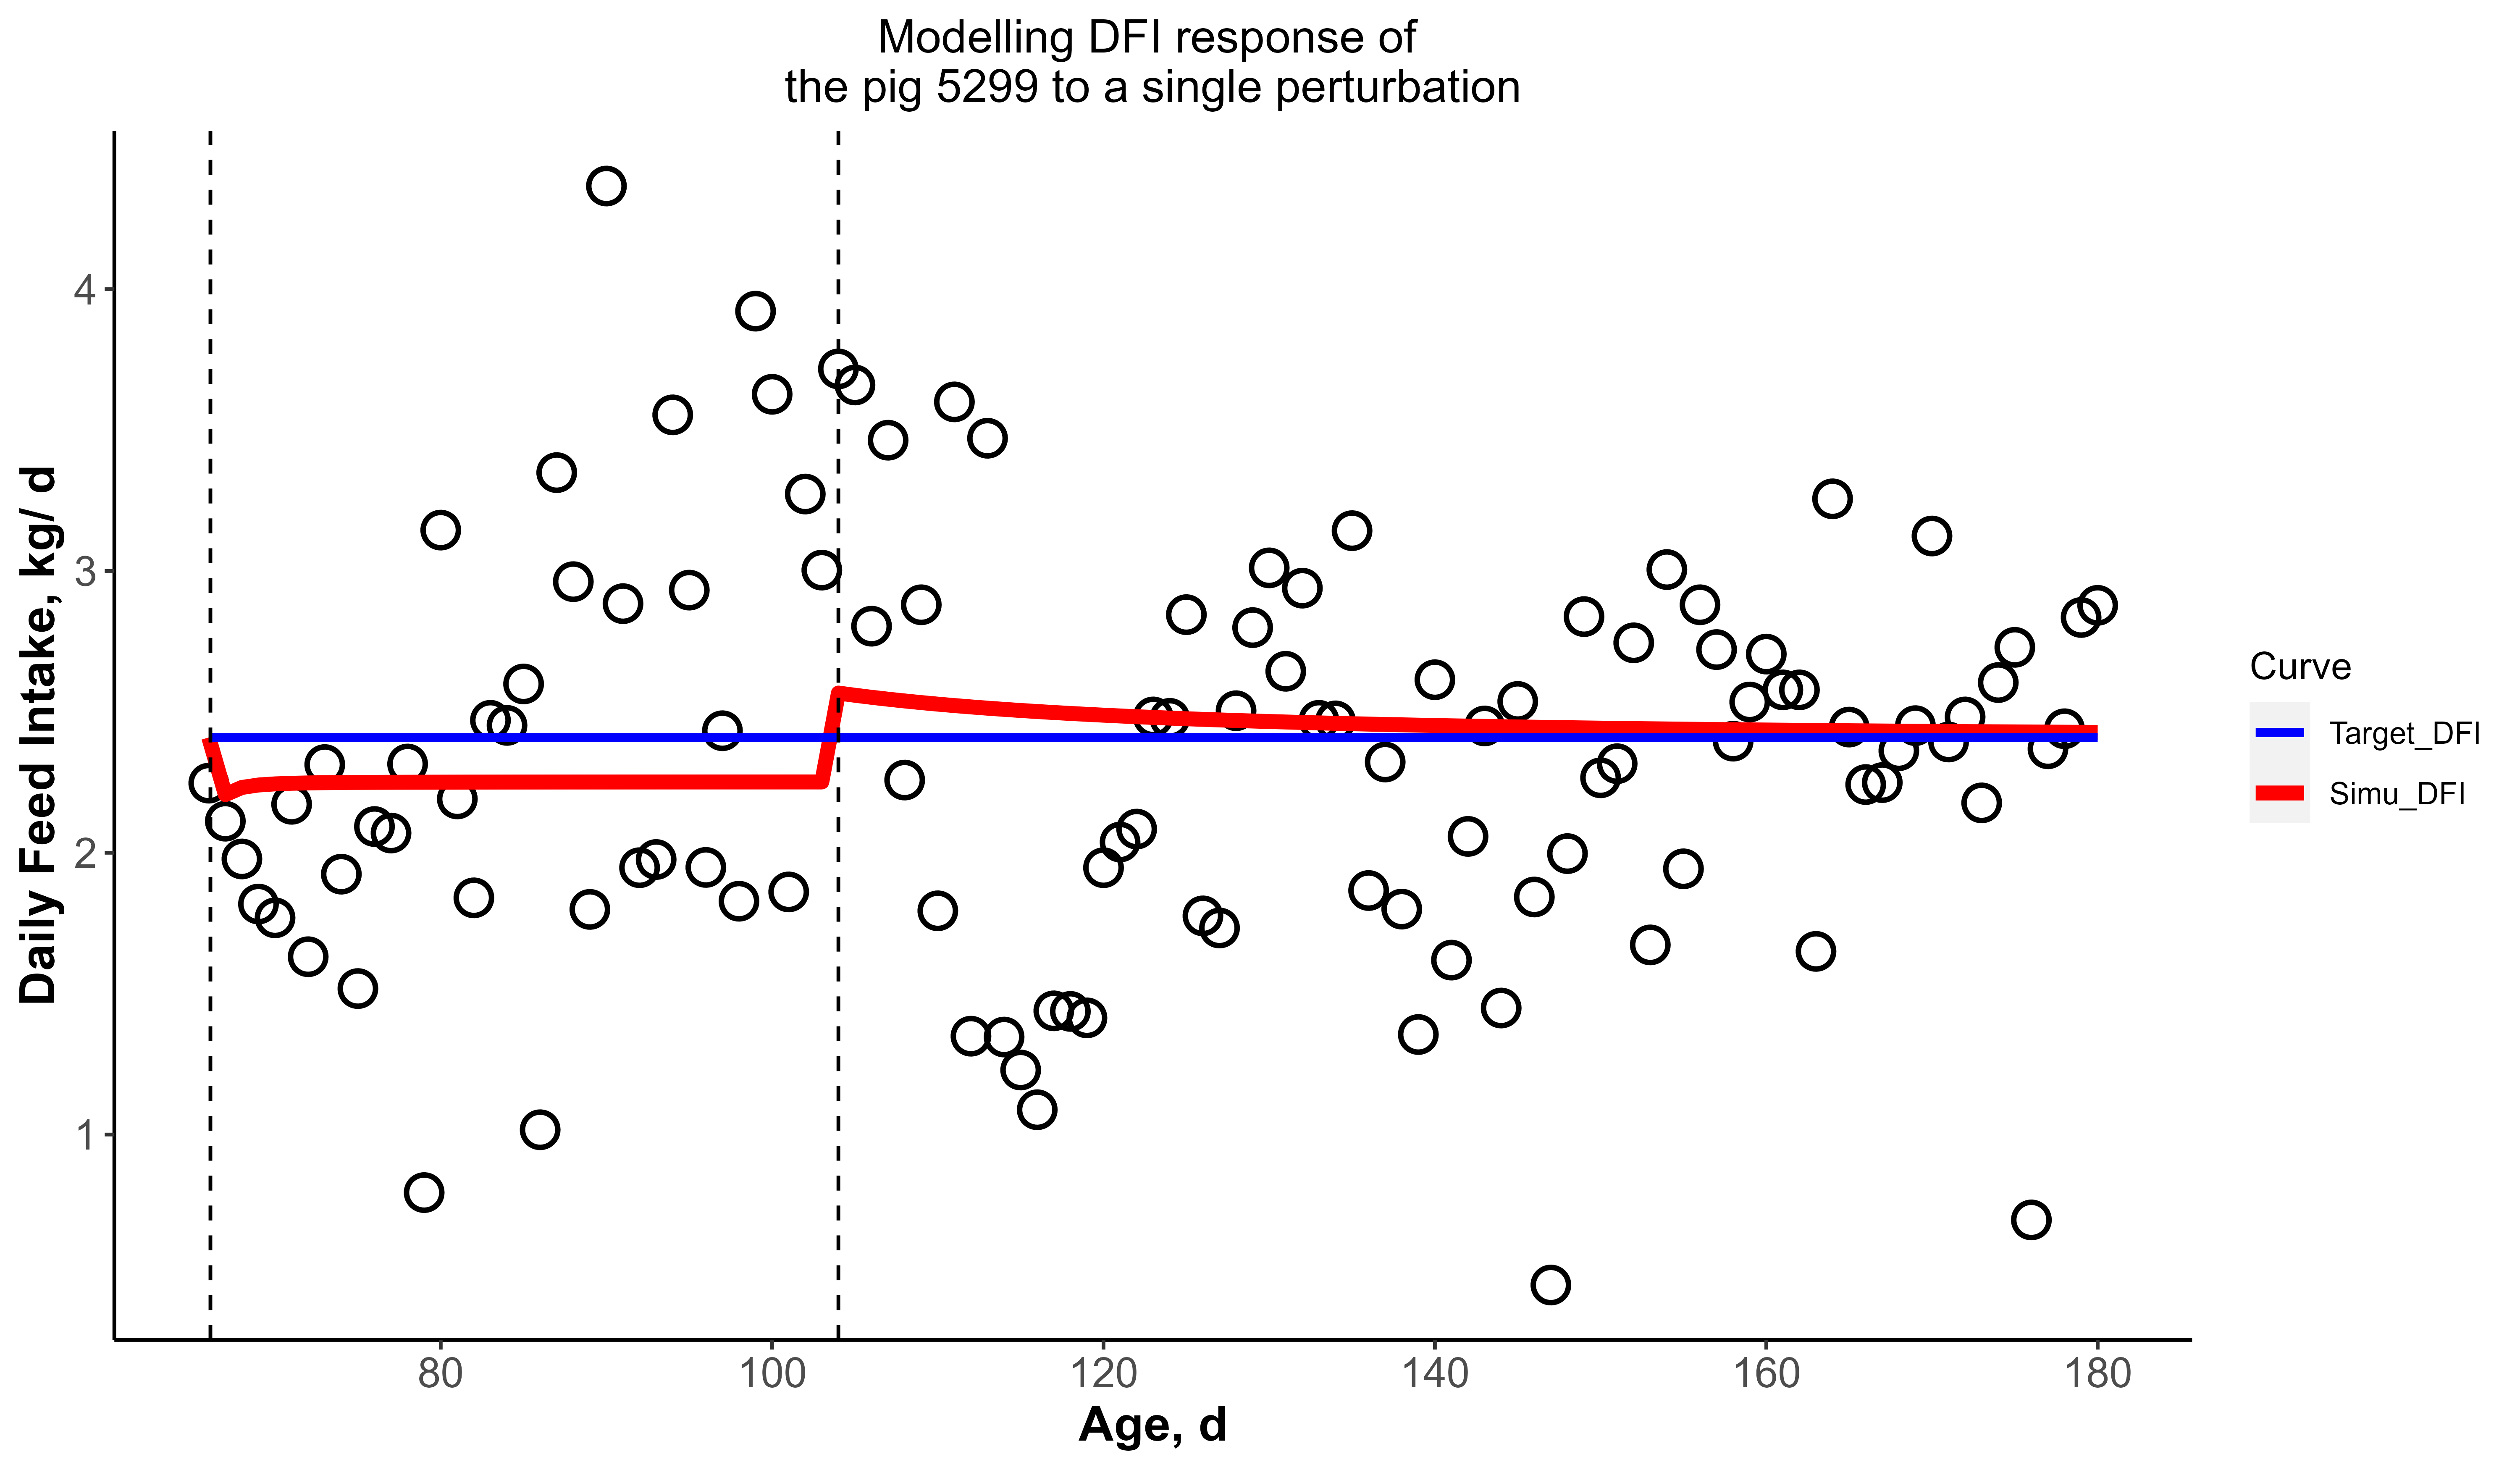 Modelling DFI response of
the pig 5299 to a single perturbation
Daily Feed Intake, kg/ d
4
3
2
1
80
100
120
140
160
180
Age, d
Curve
Target_DFI
Simu_DFI